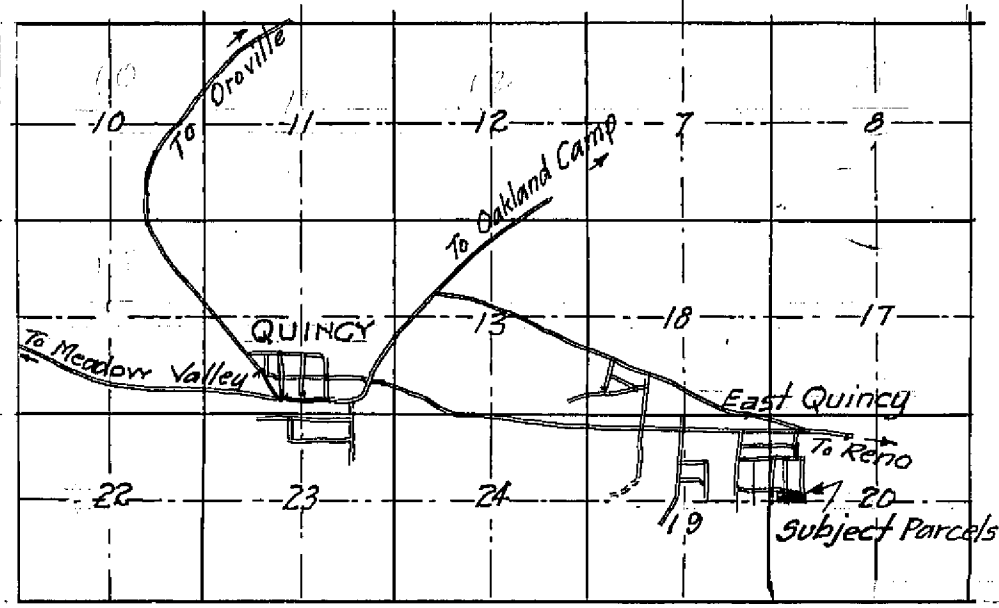 To Oroville
10
11
12
7
8
To Oakland Camp
QUINCY
13
18
17
To Meadow Valley
East Quincy
To Reno
22
23
24
19
20
Subject Parcels